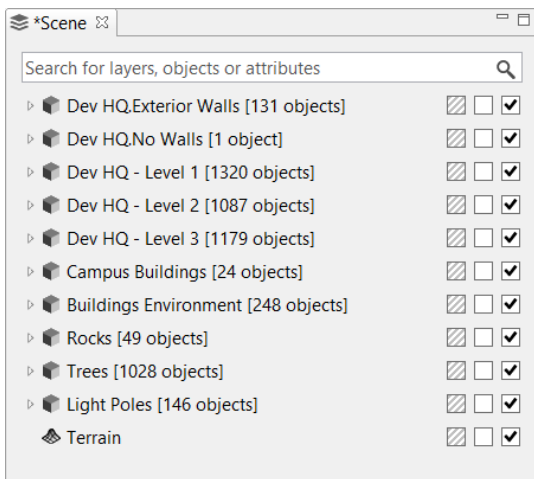 *Scene
Search for layers, objects or attributes
Dev HQ.Exterior Walls [131 objects]
Dev HQ.No Walls [1 object]
Dev HQ - Level 1 [1320 objects]
Dev HQ - Level 2 [1087 objects]
Dev HQ - Level 3 [1179 objects]
Campus Buildings [24 objects]
Buildings Environment [248 objects]
Rocks [49 objects]
Trees [1028 objects]
Light Poles [146 objects]
Terrain